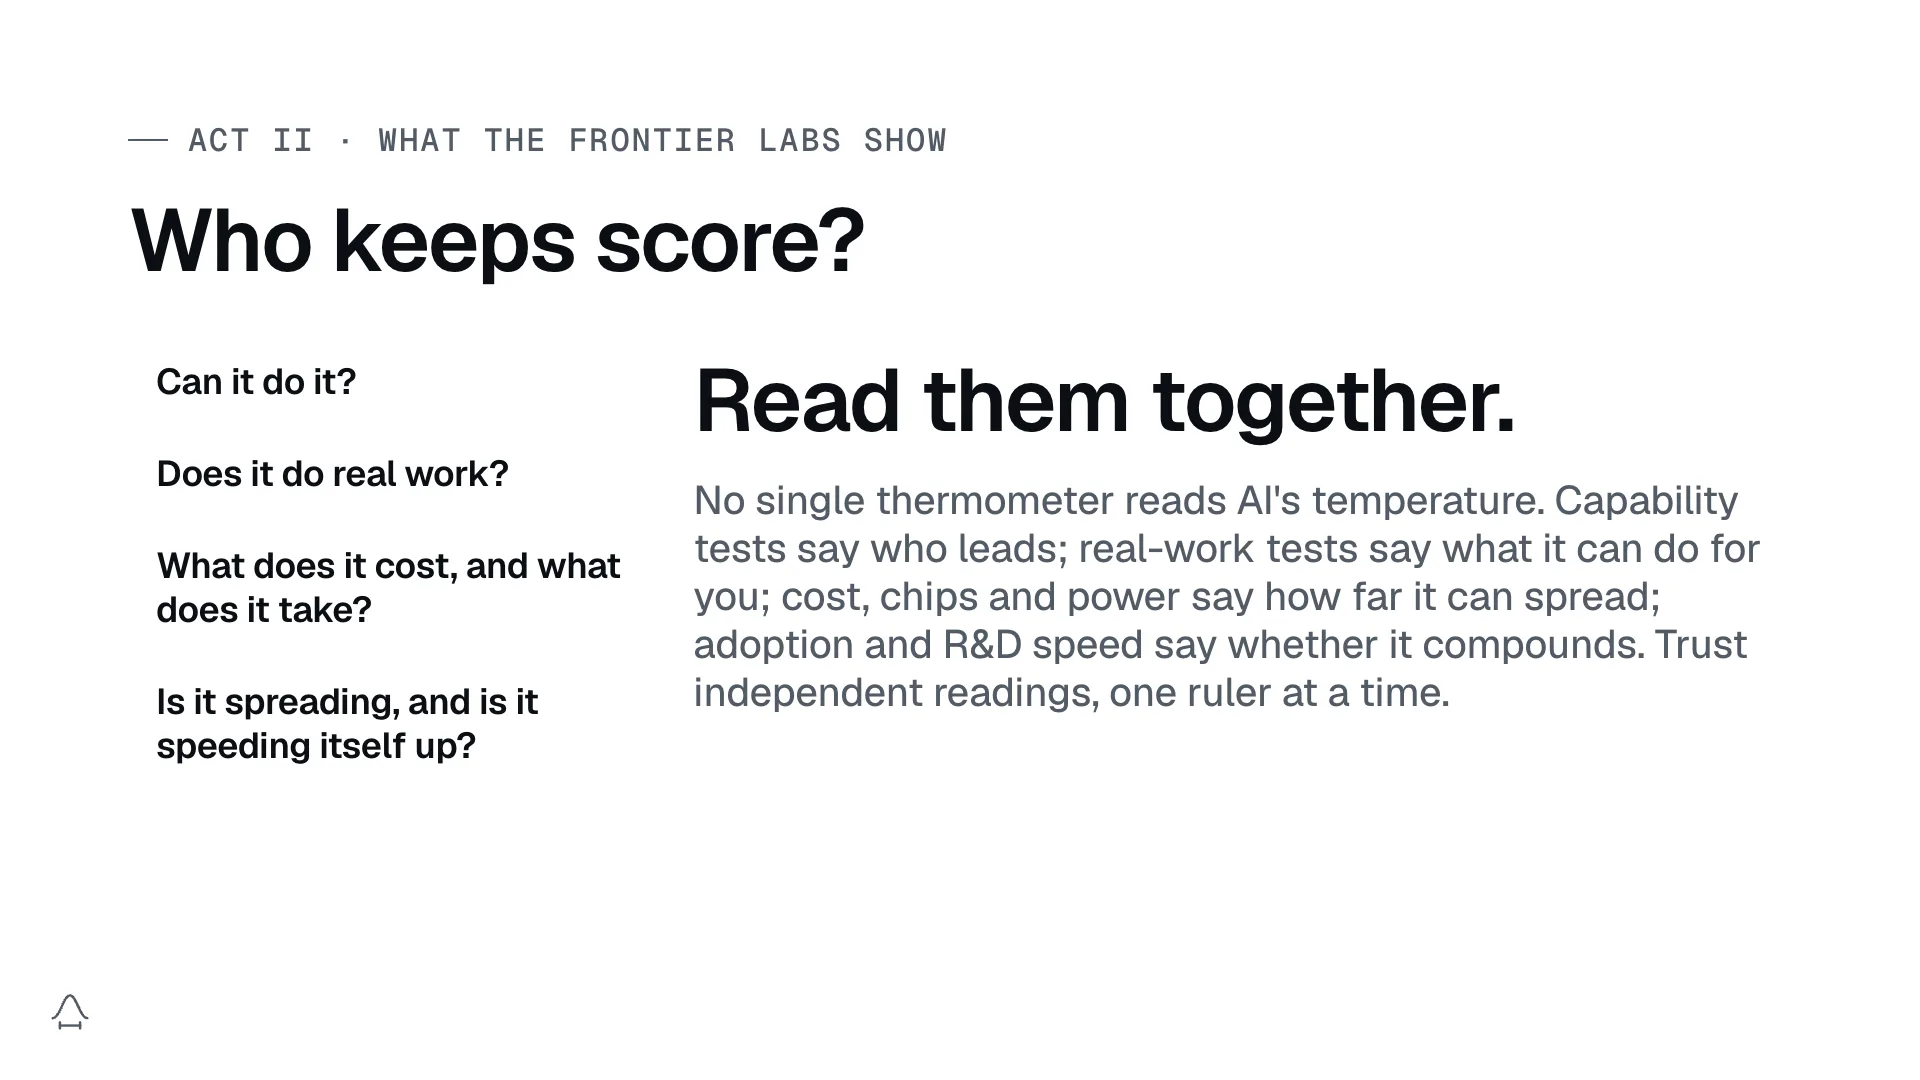 ACT II · WHAT THE FRONTIER LABS SHOW
Who keeps score?
Can it do it?
Does it do real work?
What does it cost, and what
does it take?
Is it spreading, and is it
speeding itself up?
Read them together.
No single thermometer reads AI's temperature. Capability
tests say who leads; real-work tests say what it can do for
you; cost, chips and power say how far it can spread;
adoption and R&D speed say whether it compounds. Trust
independent readings, one ruler at a time.